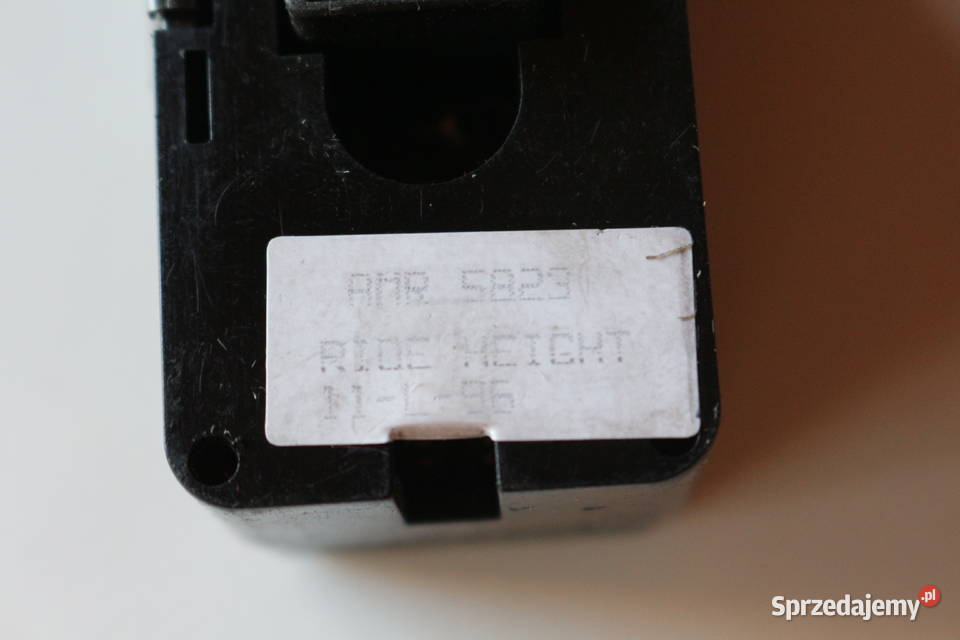 AMR 5823
RIDE HEIGHT
Sprzedajemy.pl